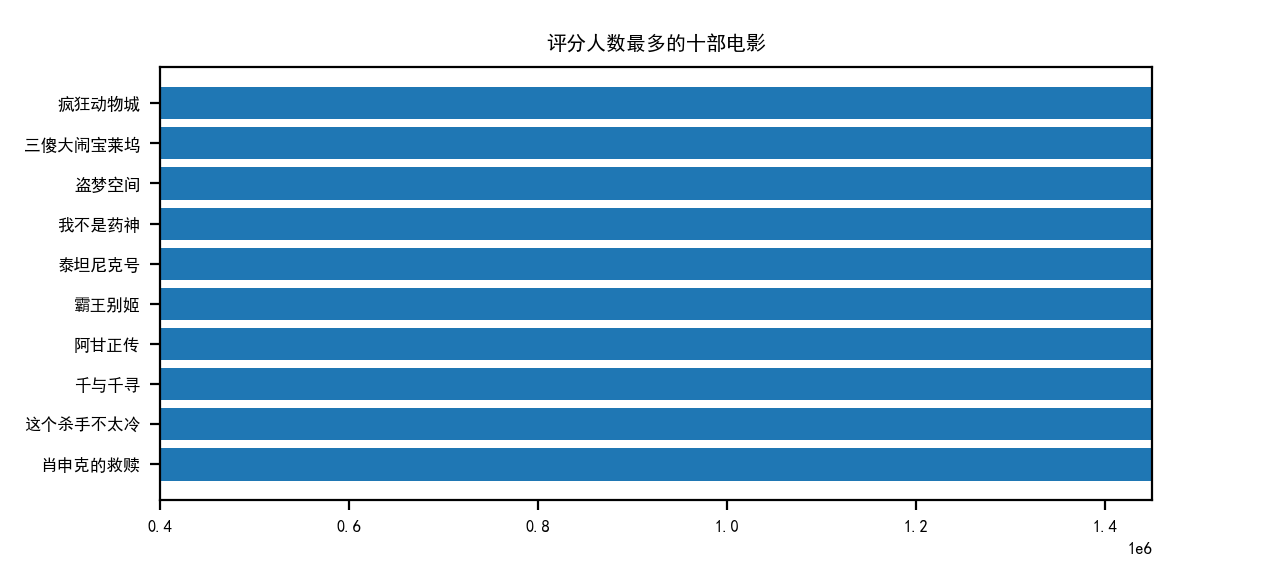 评分人数最多的十部电影
疯狂动物城
三傻大闹宝莱坞
盗梦空间
我不是药神
泰坦尼克号
霸王别姬
阿甘正传
千与千寻
这个杀手不太冷
肖申克的救赎
0.4 0.6 0.8 1.0 1.2 1.4
1e6